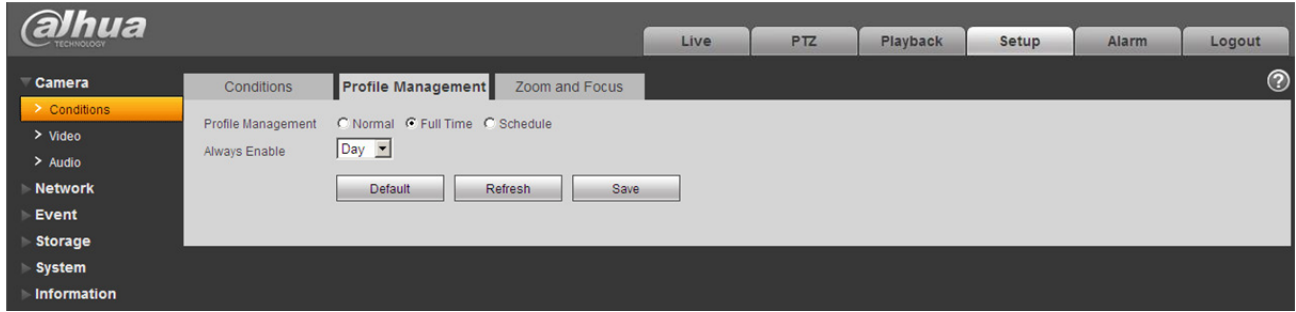 alhua
TECHNOLOGY
Live PTZ Playback Setup Alarm Logout
Camera
Conditions Profile Management Zoom and Focus ?
> Conditions
Profile Management Normal Full Time Schedule
> Video
Always Enable Day
> Audio
Default Refresh Save
Network
Event
Storage
System
Information